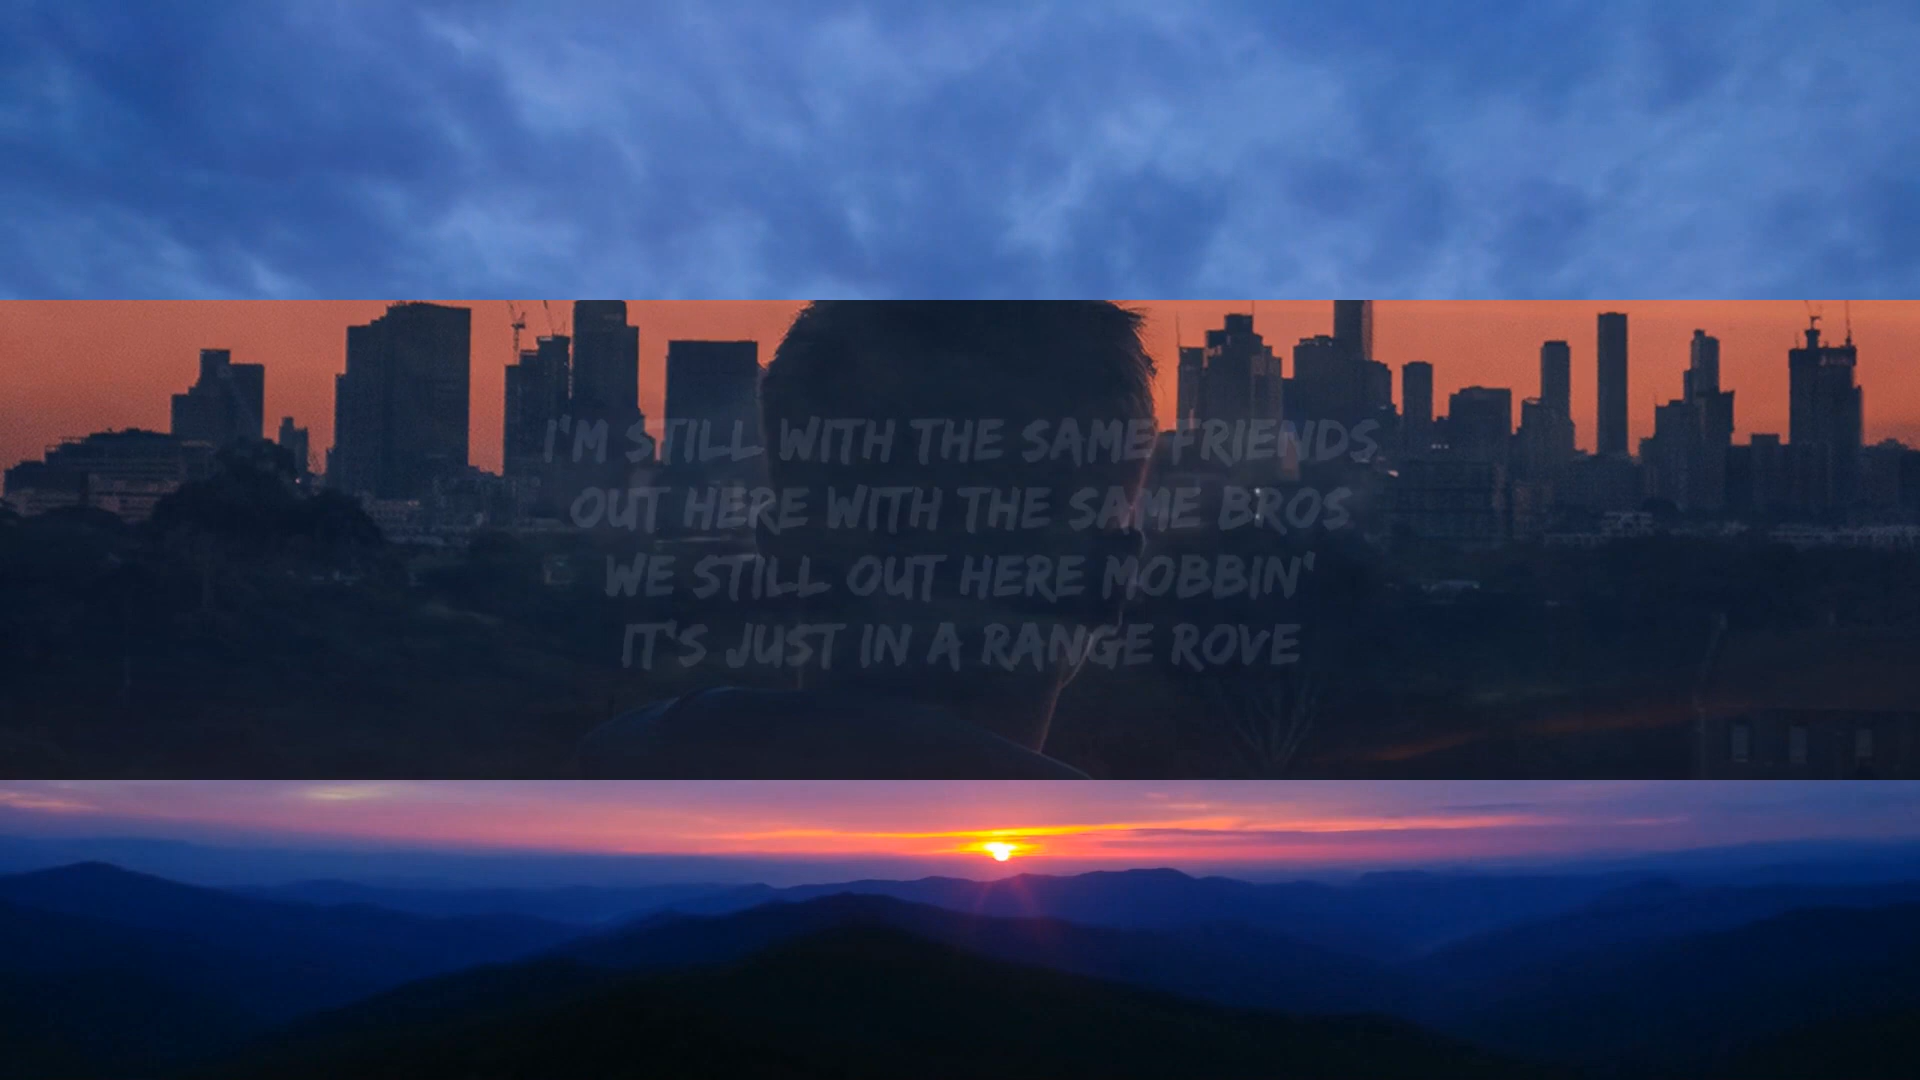 I'M STILL WITH THE SAME FRIENDS
OUT HERE WITH THE SAME BROS
WE STILL OUT HERE MOBBIN'
IT'S JUST IN A RANGE ROVE